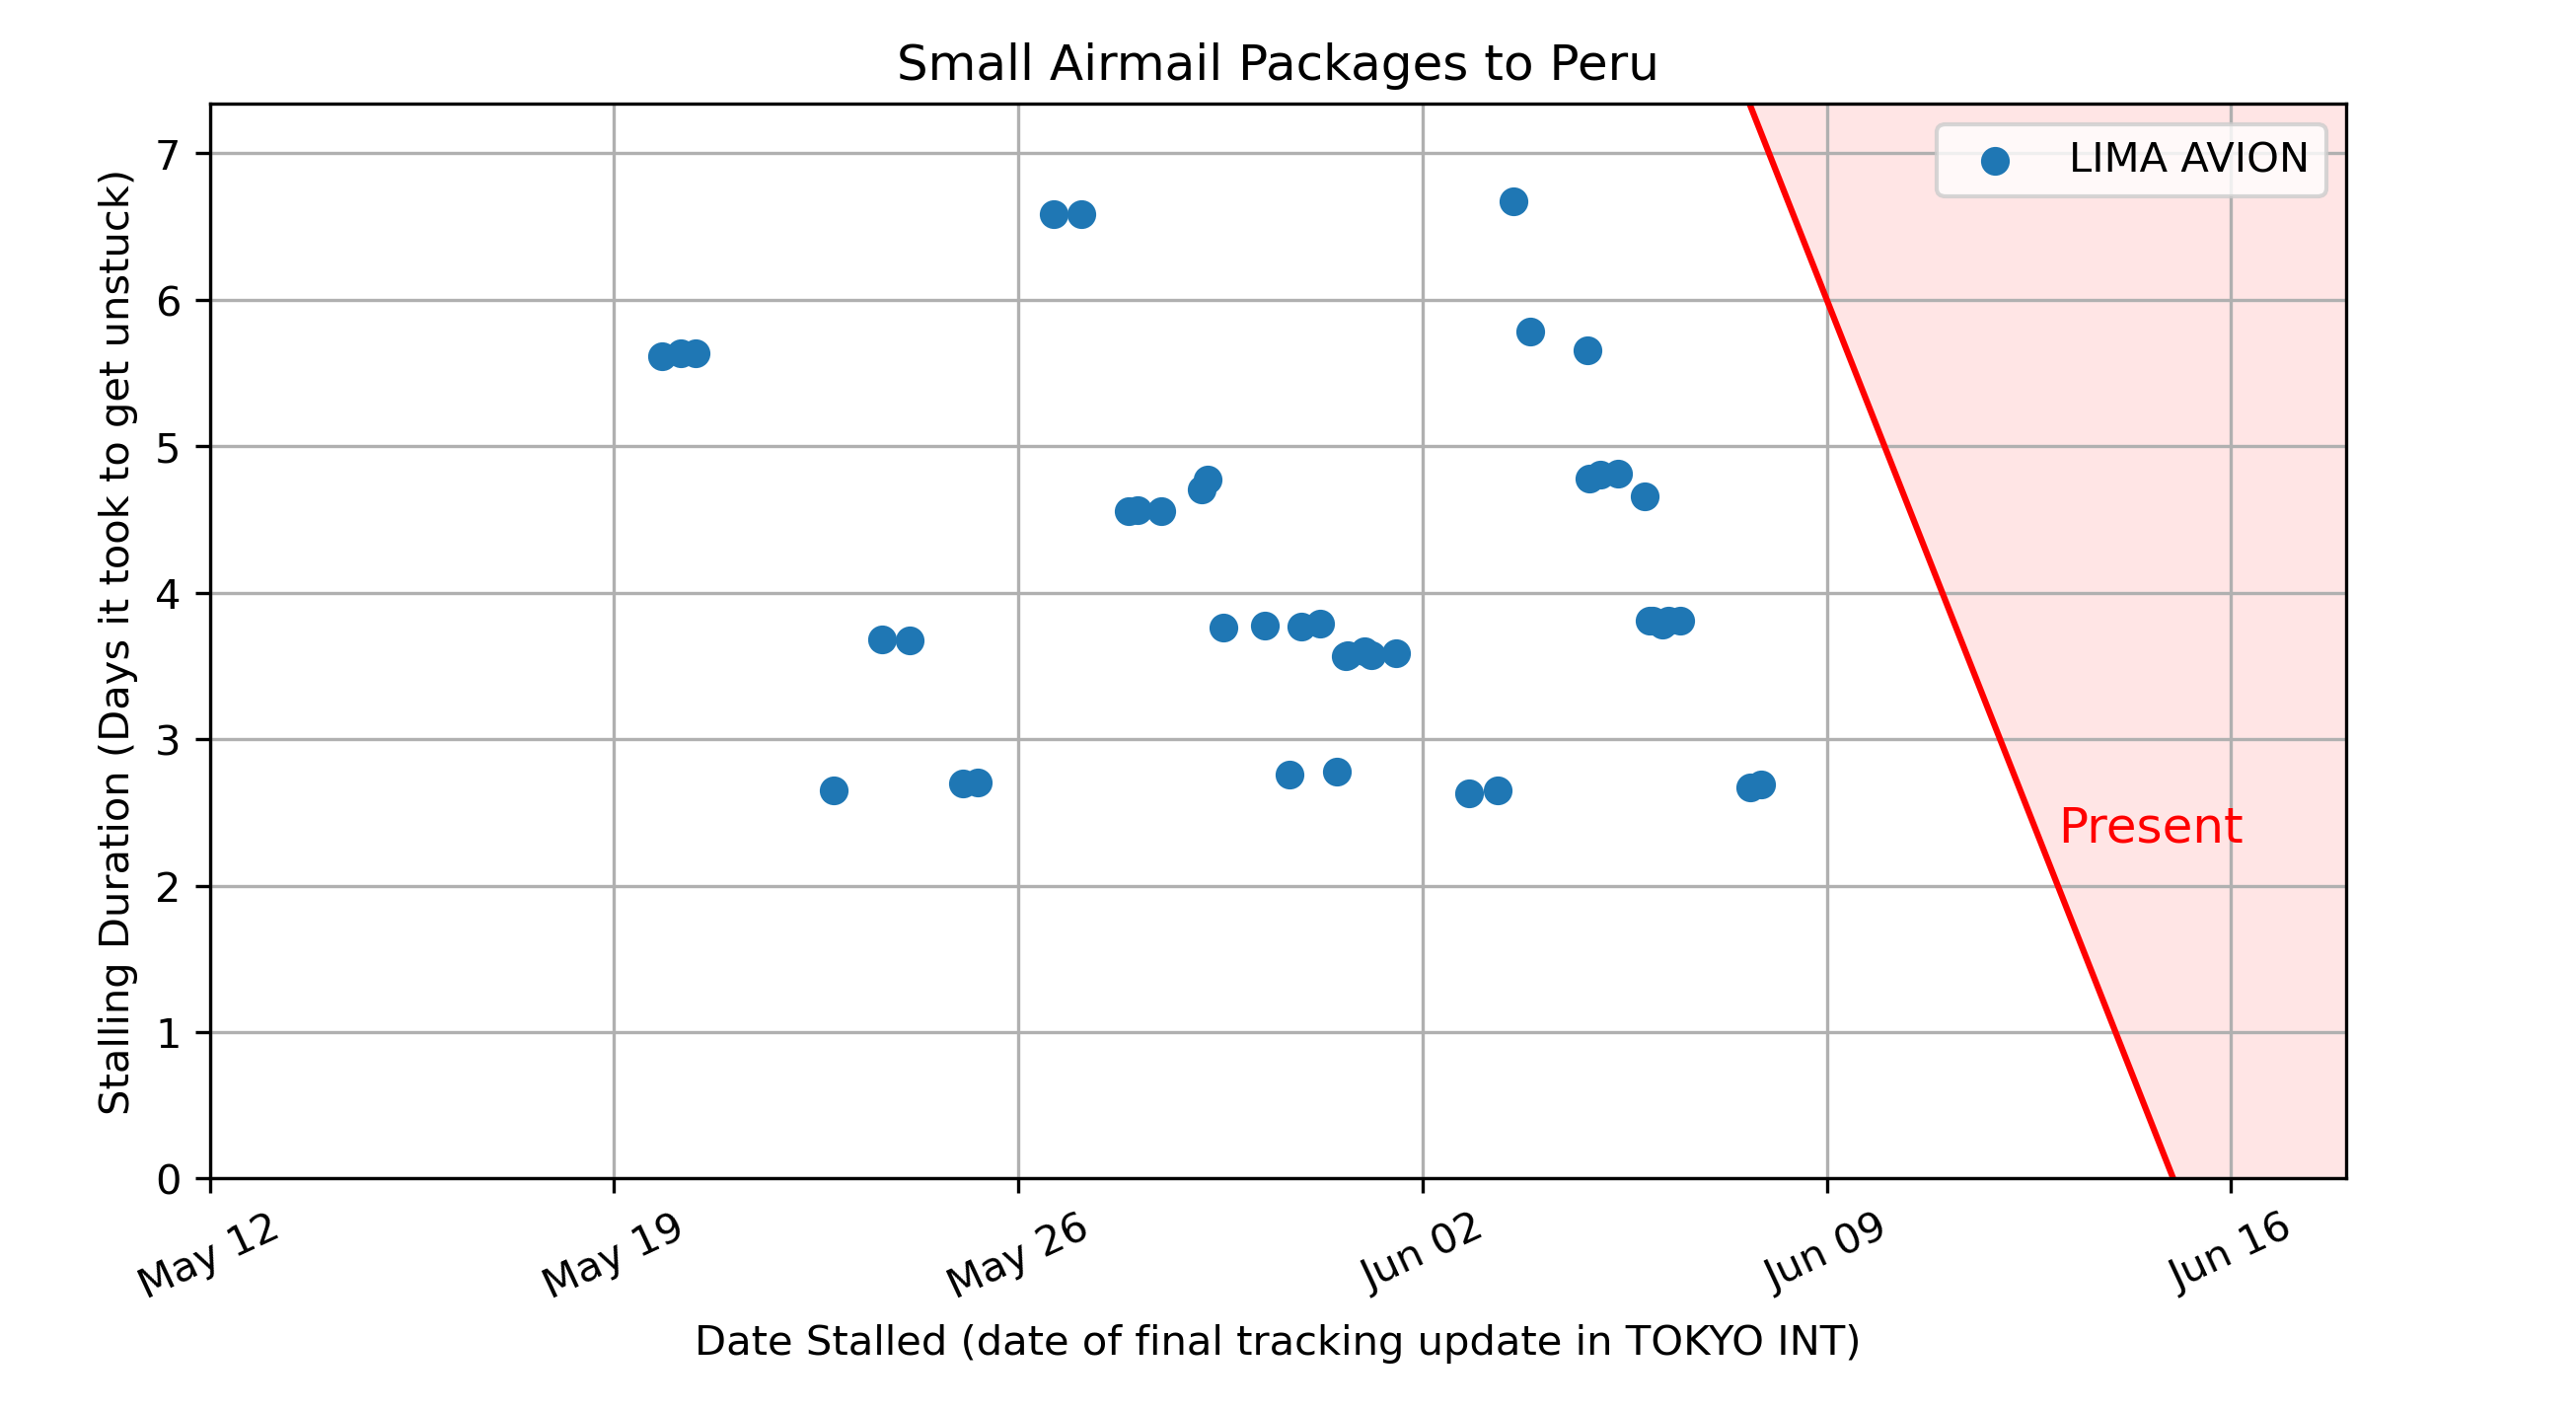 Small Airmail Packages to Peru
LIMA AVION
Stalling Duration (Days it took to get unstuck)
7
6
5
4
3
2
1
0
Present
May 12
May 19
May 26
Jun 02
Jun 09
Jun 16
Date Stalled (date of final tracking update in TOKYO INT)